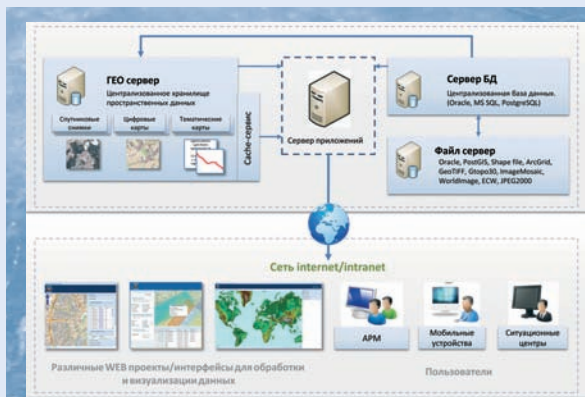 ГЕО сервер
Централизованное хранилище
пространственных данных
Спутниковые
снимки
Цифровые
карты
Тематические
карты
Cache-сервис
Сервер приложений
Сервер БД
Централизованная база данных.
(Oracle, MS SQL, PostgreSQL)
Файл сервер
Oracle, PostGIS, Shape file, ArcGrid,
GeoTIFF, Gtopo30, ImageMosaic,
WorldImage, ECW, JPEG2000
Сеть internet/intranet
АРМ
Мобильные
устройства
Ситуационные
центры
Различные WEB проекты/интерфейсы для обработки
и визуализации данных
Пользователи